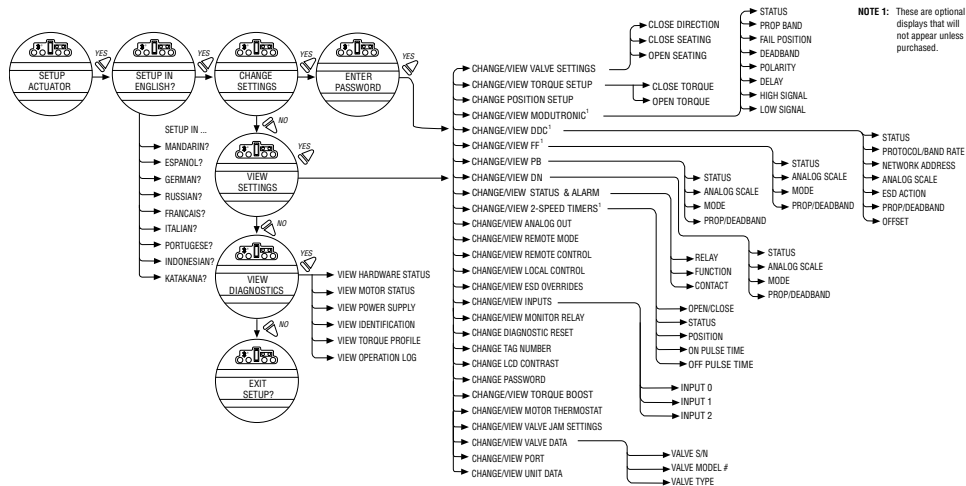 NOTE 1: These are optional
displays that will
not appear unless
purchased.
SETUP
ACTUATOR
YES
SETUP IN
ENGLISH?
YES
CHANGE
SETTINGS
YES
ENTER
PASSWORD
YES
NO
VIEW
SETTINGS
YES
NO
VIEW
DIAGNOSTICS
YES
NO
EXIT
SETUP?
SETUP IN ...
MANDARIN?
ESPANOL?
GERMAN?
RUSSIAN?
FRANCAIS?
ITALIAN?
PORTUGESE?
INDONESIAN?
KATAKANA?
VIEW HARDWARE STATUS
VIEW MOTOR STATUS
VIEW POWER SUPPLY
VIEW IDENTIFICATION
VIEW TORQUE PROFILE
VIEW OPERATION LOG
CHANGE/VIEW VALVE SETTINGS
CHANGE/VIEW TORQUE SETUP
CHANGE POSITION SETUP
CHANGE/VIEW MODUTRONIC1
CHANGE/VIEW DDC1
CHANGE/VIEW FF1
CHANGE/VIEW PB
CHANGE/VIEW DN
CHANGE/VIEW STATUS & ALARM
CHANGE/VIEW 2-SPEED TIMERS1
CHANGE/VIEW ANALOG OUT
CHANGE/VIEW REMOTE MODE
CHANGE/VIEW REMOTE CONTROL
CHANGE/VIEW LOCAL CONTROL
CHANGE/VIEW ESD OVERRIDES
CHANGE/VIEW INPUTS
CHANGE/VIEW MONITOR RELAY
CHANGE DIAGNOSTIC RESET
CHANGE TAG NUMBER
CHANGE LCD CONTRAST
CHANGE PASSWORD
CHANGE/VIEW TORQUE BOOST
CHANGE/VIEW MOTOR THERMOSTAT
CHANGE/VIEW VALVE JAM SETTINGS
CHANGE/VIEW VALVE DATA
CHANGE/VIEW PORT
CHANGE/VIEW UNIT DATA
CLOSE DIRECTION
CLOSE SEATING
OPEN SEATING
CLOSE TORQUE
OPEN TORQUE
STATUS
PROP BAND
FAIL POSITION
DEADBAND
POLARITY
DELAY
HIGH SIGNAL
LOW SIGNAL
STATUS
PROTOCOL/BAND RATE
NETWORK ADDRESS
ANALOG SCALE
ESD ACTION
PROP/DEADBAND
OFFSET
STATUS
ANALOG SCALE
MODE
PROP/DEADBAND
STATUS
ANALOG SCALE
MODE
PROP/DEADBAND
STATUS
ANALOG SCALE
MODE
PROP/DEADBAND
RELAY
FUNCTION
CONTACT
OPEN/CLOSE
STATUS
POSITION
ON PULSE TIME
OFF PULSE TIME
INPUT 0
INPUT 1
INPUT 2
VALVE S/N
VALVE MODEL #
VALVE TYPE